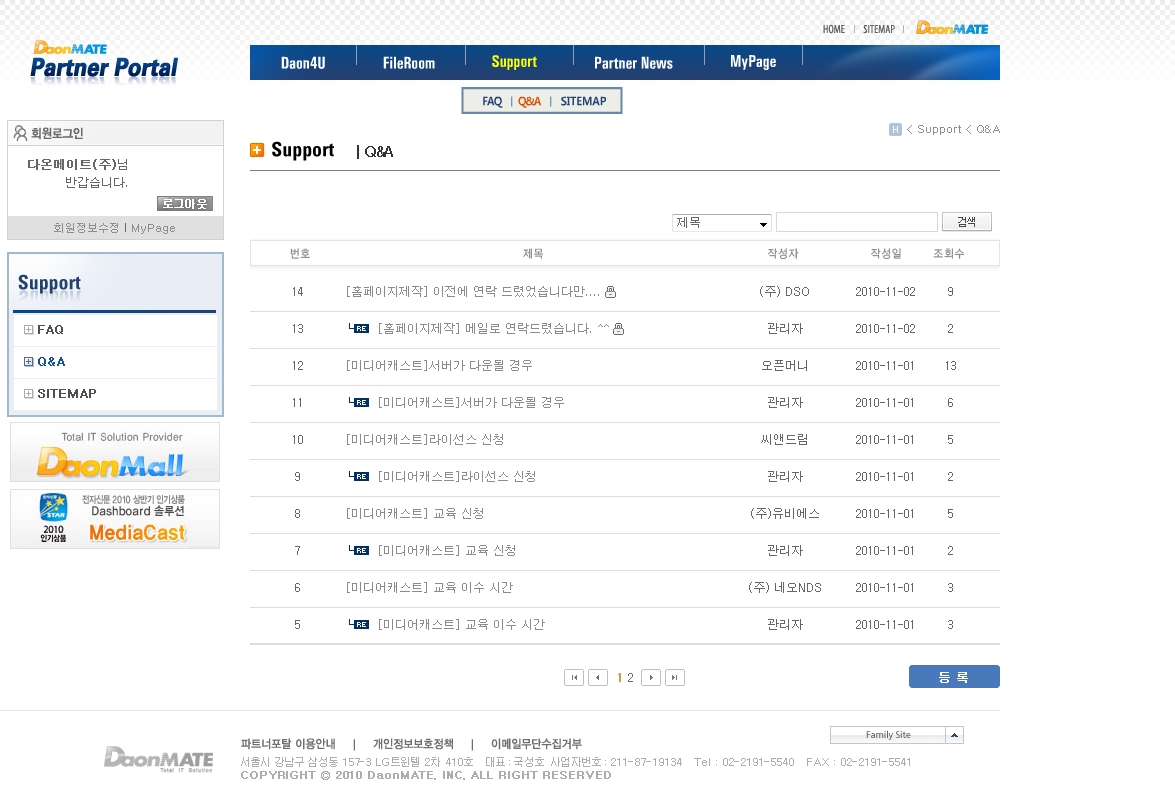 HOME | SITEMAP | DaonMATE
DaonMATE
Partner Portal
Daon4U FileRoom Support Partner News MyPage
FAQ | Q&A | SITEMAP
H < Support < Q&A
회원로그인
다온메이트(주)님
반갑습니다.
로그아웃
회원정보수정 | MyPage
Support
FAQ
Q&A
SITEMAP
Total IT Solution Provider
DaonMall
전자신문 2010 상반기 인기상품
Dashboard 솔루션
MediaCast
STAR
2010
인기상품
Support | Q&A
제목 검색
번호 제목 작성자 작성일 조회수
14 [홈페이지제작] 이전에 연락 드렸었습니다만.... (주) DSO 2010-11-02 9
13 RE [홈페이지제작] 메일로 연락드렸습니다. ^^ 관리자 2010-11-02 2
12 [미디어캐스트]서버가 다운될 경우 오픈머니 2010-11-01 13
11 RE [미디어캐스트]서버가 다운될 경우 관리자 2010-11-01 6
10 [미디어캐스트]라이선스 신청 씨앤드림 2010-11-01 5
9 RE [미디어캐스트]라이선스 신청 관리자 2010-11-01 2
8 [미디어캐스트] 교육 신청 (주)유비에스 2010-11-01 5
7 RE [미디어캐스트] 교육 신청 관리자 2010-11-01 2
6 [미디어캐스트] 교육 이수 시간 (주) 네오NDS 2010-11-01 3
5 RE [미디어캐스트] 교육 이수 시간 관리자 2010-11-01 3
1 2
등 록
DaonMATE
Total IT Solution
파트너포탈 이용안내 | 개인정보보호정책 | 이메일무단수집거부
Family Site
서울시 강남구 삼성동 157-3 LG트윈텔 2차 410호 대표 : 국성호 사업자번호 : 211-87-19134 Tel : 02-2191-5540 FAX : 02-2191-5541
COPYRIGHT © 2010 DaonMATE, INC, ALL RIGHT RESERVED